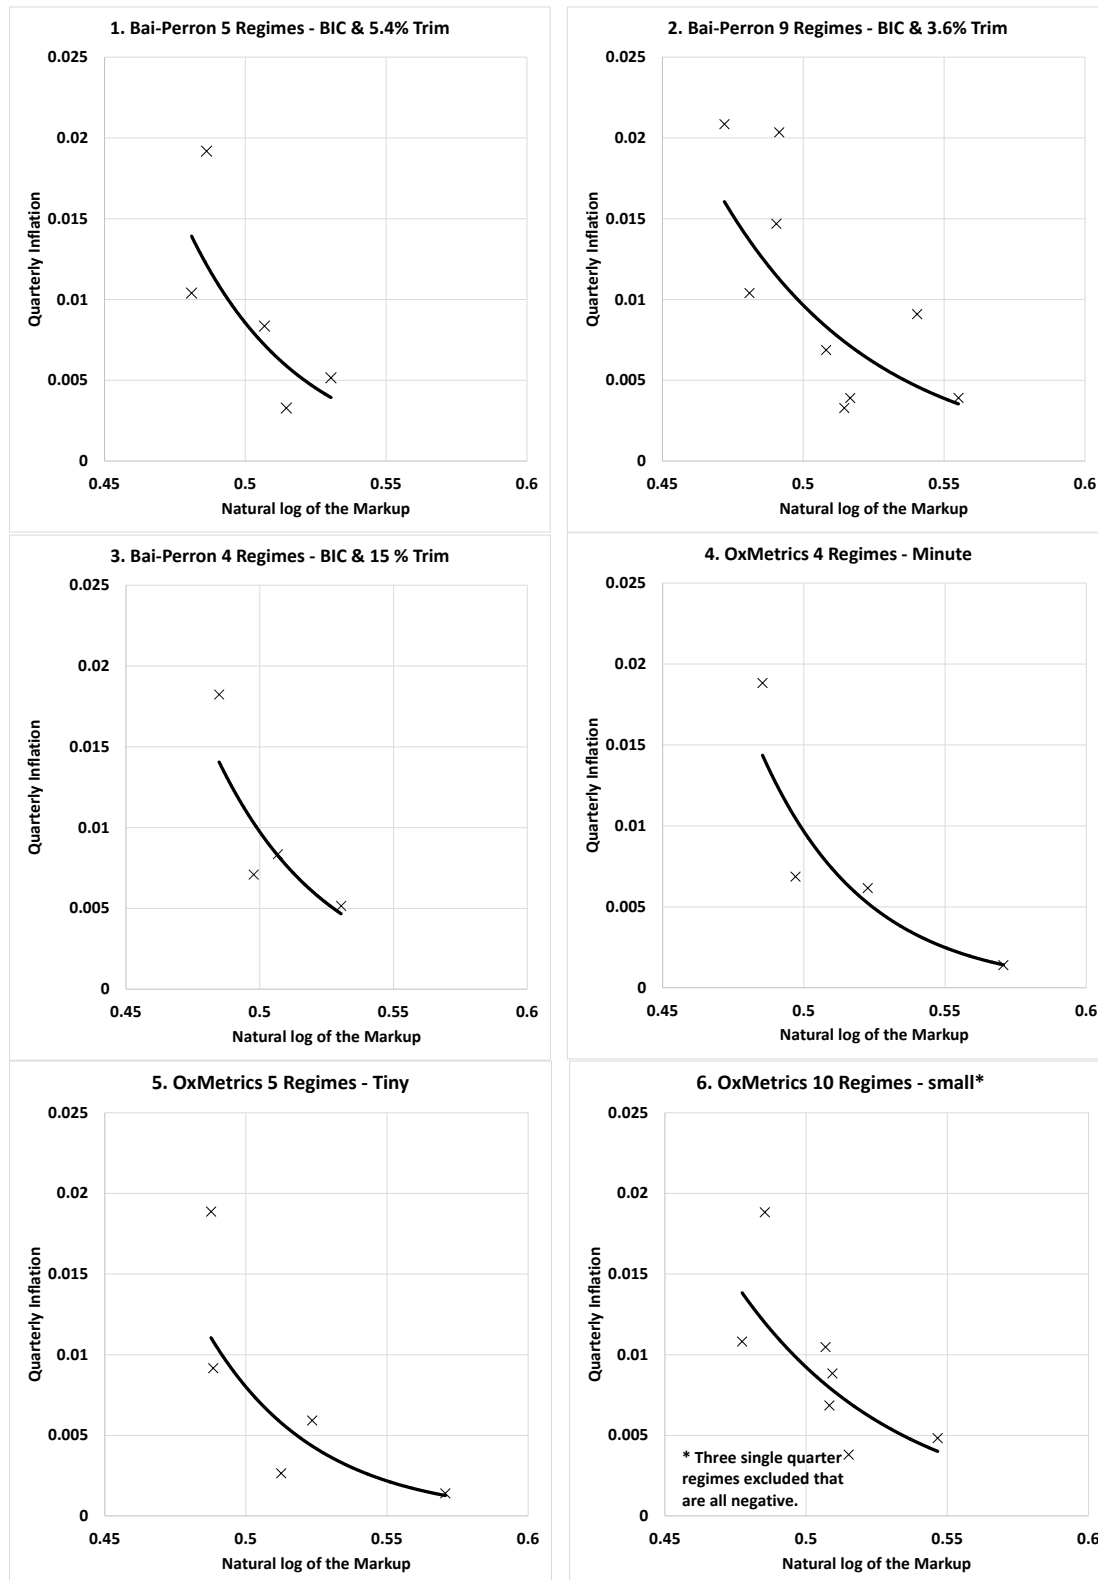 1. Bai-Perron 5 Regimes - BIC & 5.4% Trim
0.025
0.02
0.015
0.01
0.005
0
Quarterly Inflation
0.45 0.5 0.55 0.6
Natural log of the Markup
2. Bai-Perron 9 Regimes - BIC & 3.6% Trim
0.025
0.02
0.015
0.01
0.005
0
Quarterly Inflation
0.45 0.5 0.55 0.6
Natural log of the Markup
3. Bai-Perron 4 Regimes - BIC & 15 % Trim
0.025
0.02
0.015
0.01
0.005
0
Quarterly Inflation
0.45 0.5 0.55 0.6
Natural log of the Markup
4. OxMetrics 4 Regimes - Minute
0.025
0.02
0.015
0.01
0.005
0
Quarterly Inflation
0.45 0.5 0.55 0.6
Natural log of the Markup
5. OxMetrics 5 Regimes - Tiny
0.025
0.02
0.015
0.01
0.005
0
Quarterly Inflation
0.45 0.5 0.55 0.6
Natural log of the Markup
6. OxMetrics 10 Regimes - small*
0.025
0.02
0.015
0.01
0.005
0
Quarterly Inflation
* Three single quarter
regimes excluded that
are all negative.
0.45 0.5 0.55 0.6
Natural log of the Markup